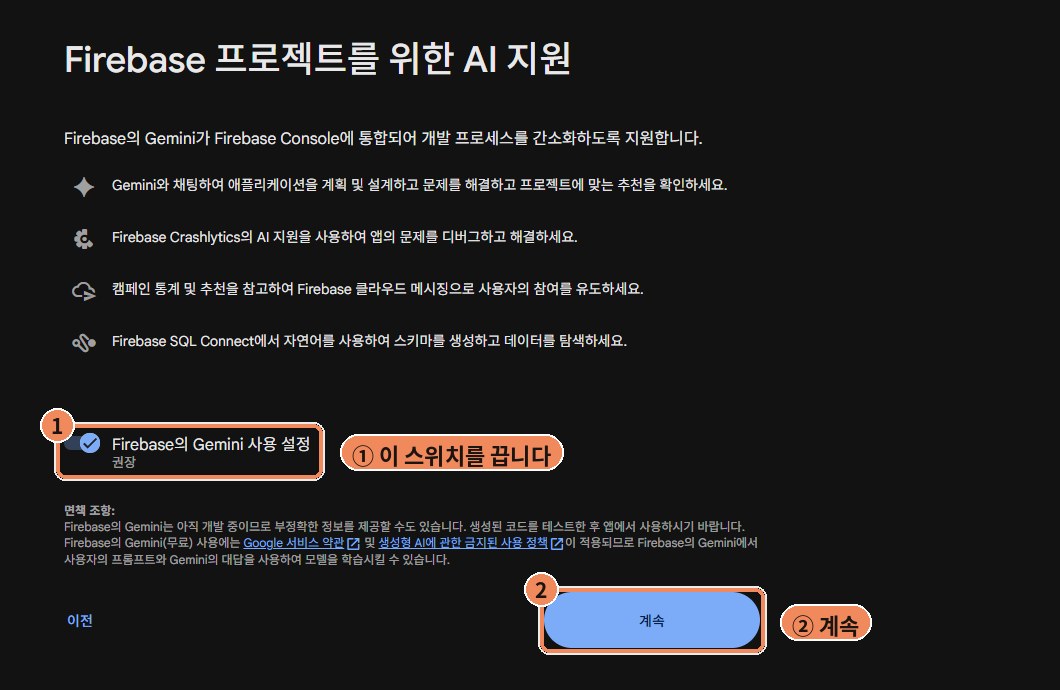 Firebase 프로젝트를 위한 AI 지원
Firebase의 Gemini가 Firebase Console에 통합되어 개발 프로세스를 간소화하도록 지원합니다.
Gemini와 채팅하여 애플리케이션을 계획 및 설계하고 문제를 해결하고 프로젝트에 맞는 추천을 확인하세요.
Firebase Crashlytics의 AI 지원을 사용하여 앱의 문제를 디버그하고 해결하세요.
캠페인 통계 및 추천을 참고하여 Firebase 클라우드 메시징으로 사용자의 참여를 유도하세요.
Firebase SQL Connect에서 자연어를 사용하여 스키마를 생성하고 데이터를 탐색하세요.
1
Firebase의 Gemini 사용 설정
권장
① 이 스위치를 끕니다
면책 조항:
Firebase의 Gemini는 아직 개발 중이므로 부정확한 정보를 제공할 수도 있습니다. 생성된 코드를 테스트한 후 앱에서 사용하시기 바랍니다.
Firebase의 Gemini(무료) 사용에는 Google 서비스 약관 및 생성형 AI에 관한 금지된 사용 정책이 적용되므로 Firebase의 Gemini에서
사용자의 프롬프트와 Gemini의 대답을 사용하여 모델을 학습시킬 수 있습니다.
이전
2
계속
② 계속